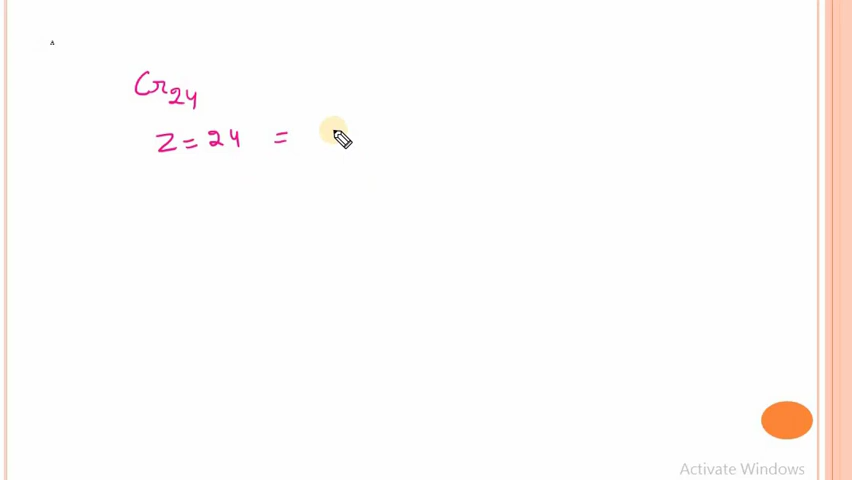 Cr24
Z = 24 =
Activate Windows